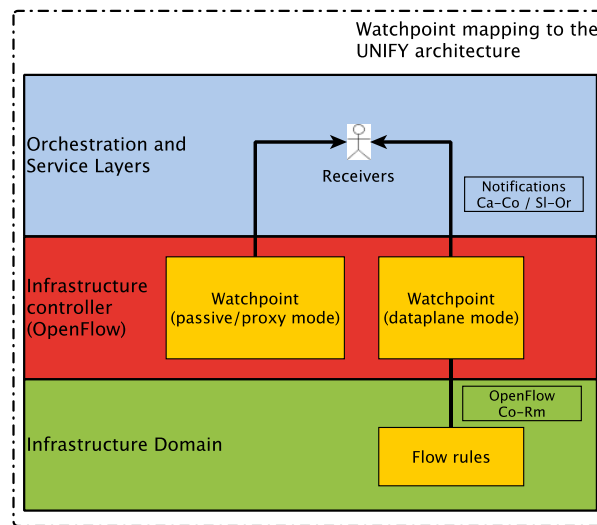 Watchpoint mapping to the
UNIFY architecture
Orchestration and
Service Layers
Receivers
Notifications
Ca-Co / Sl-Or
Infrastructure
controller
(OpenFlow)
Watchpoint
(passive/proxy mode)
Watchpoint
(dataplane mode)
OpenFlow
Co-Rm
Infrastructure Domain
Flow rules